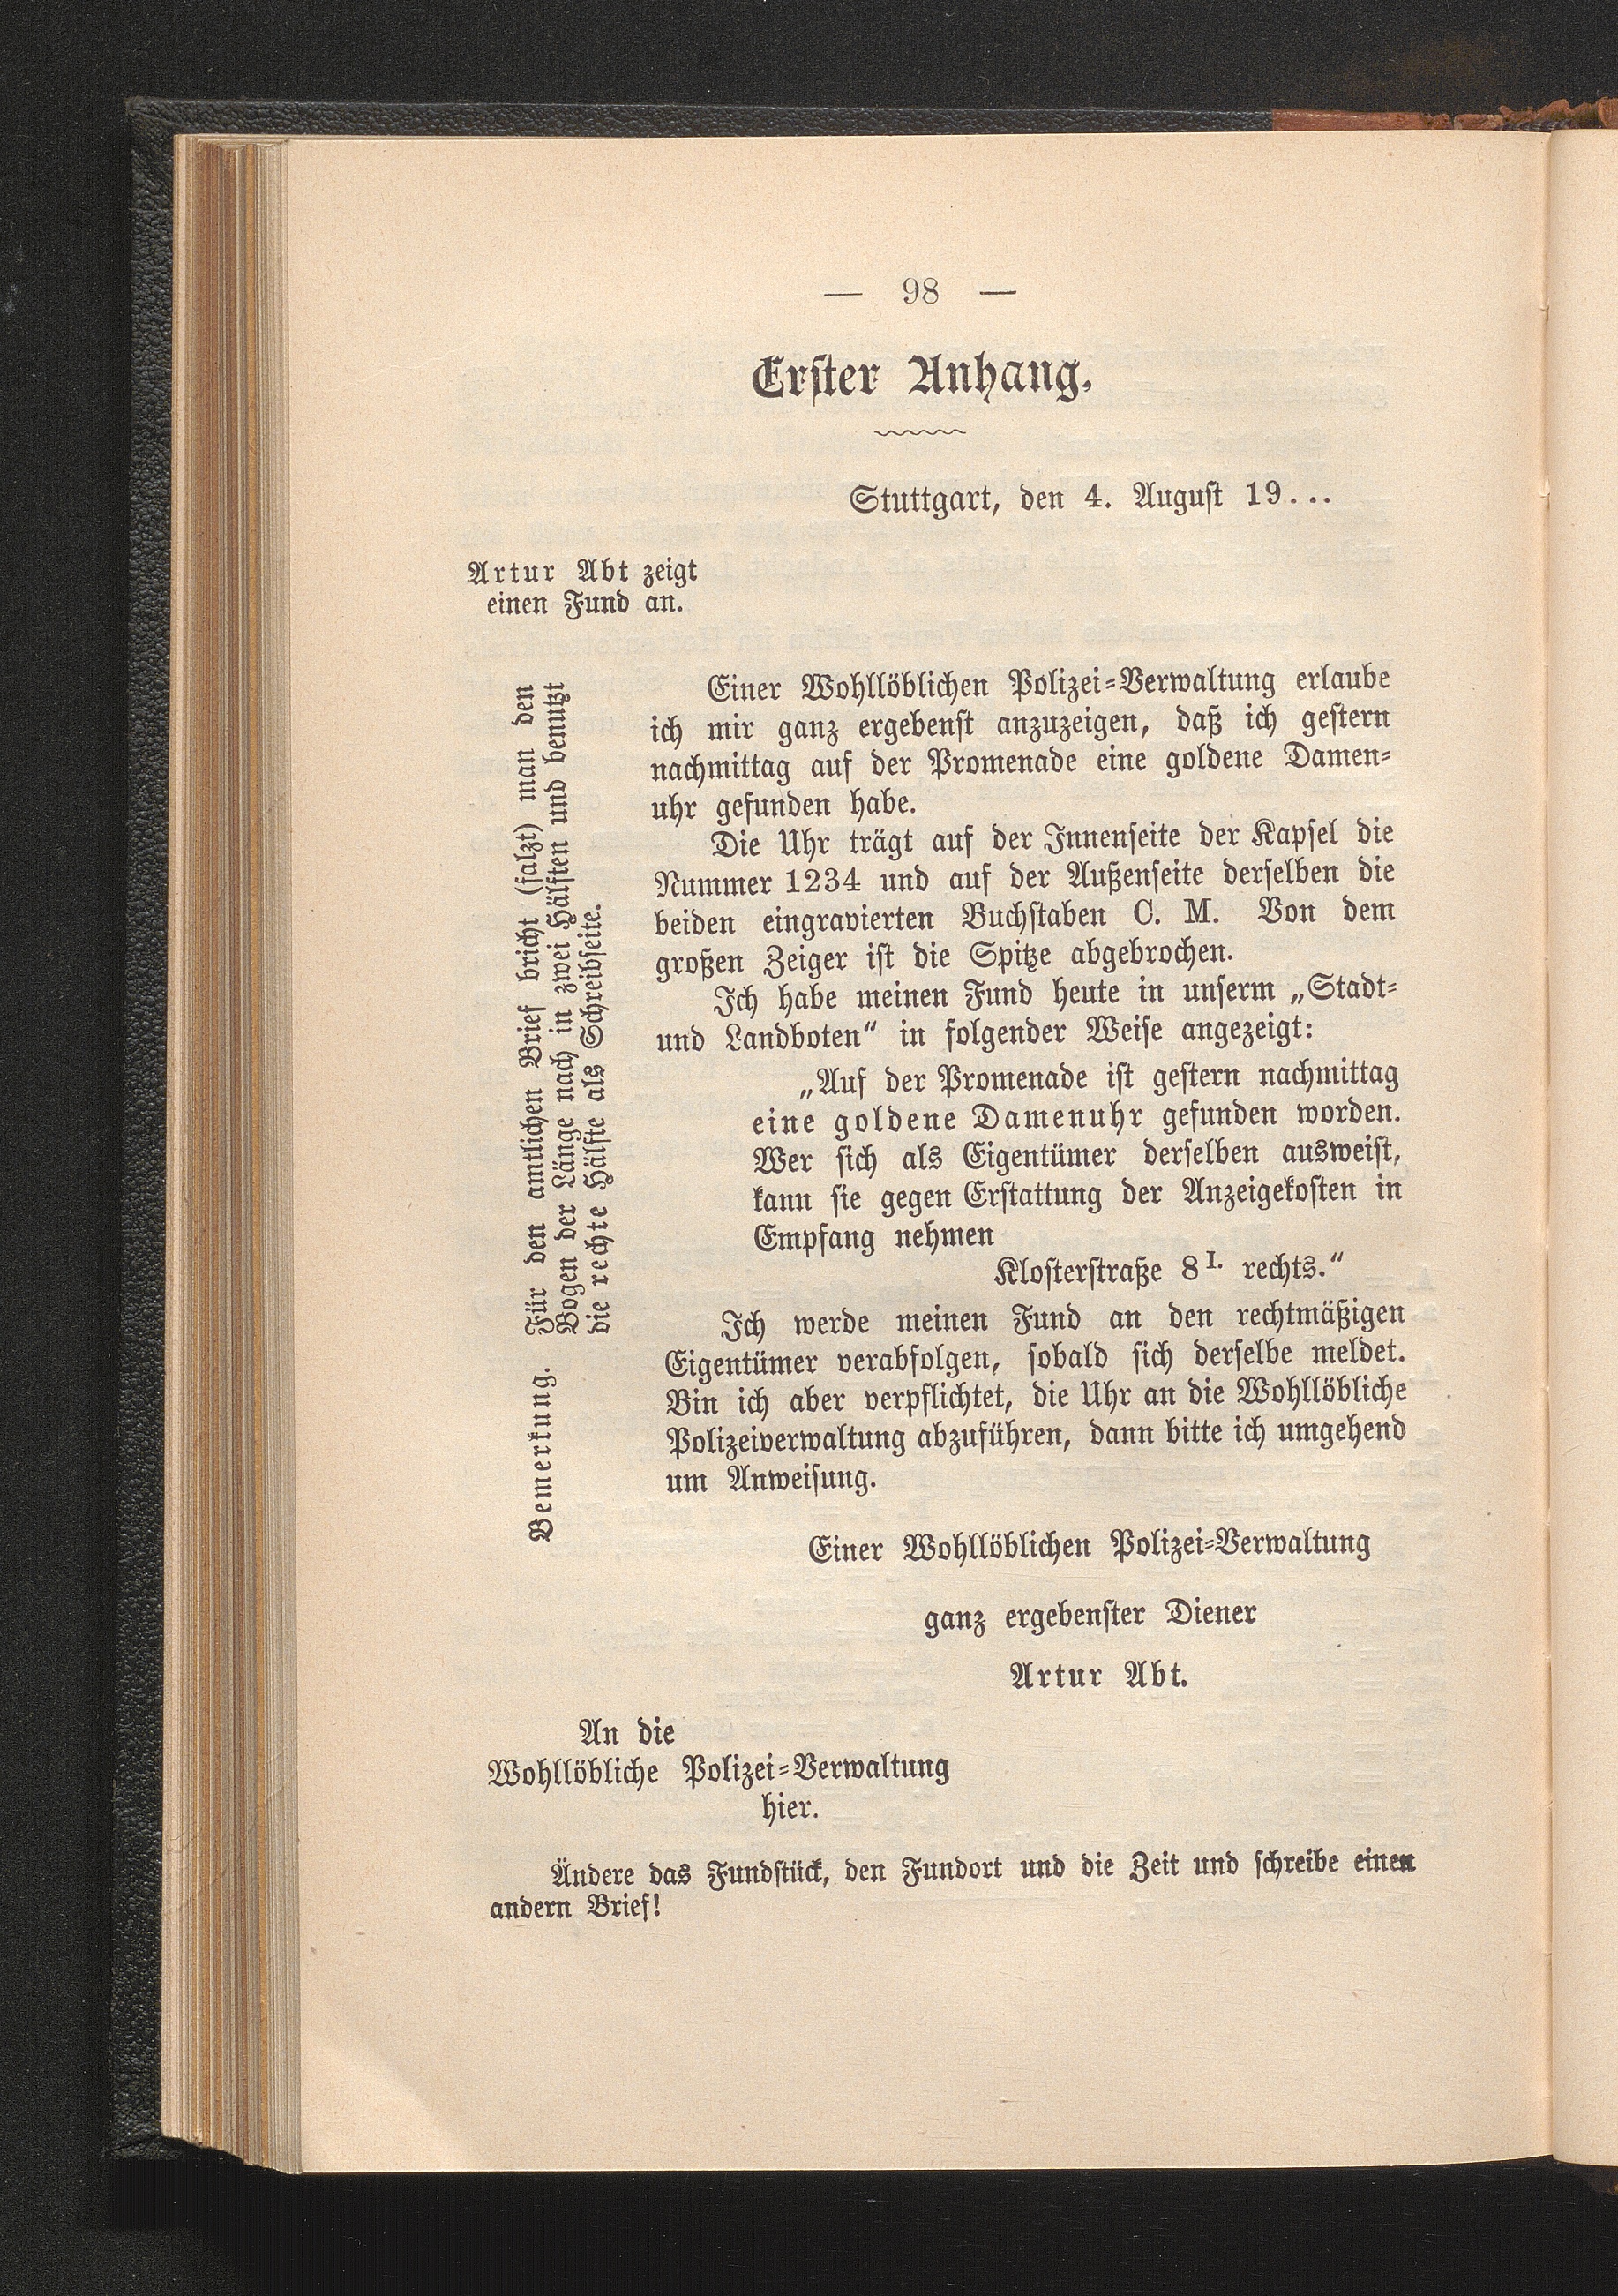 — 98 —
Erster Anhang.
Stuttgart, den 4. August 19...
Artur Abt zeigt
einen Fund an.
Einer Wohllöblichen Polizei-Verwaltung erlaube
ich mir ganz ergebenst anzuzeigen, daß ich gestern
nachmittag auf der Promenade eine goldene Damen-
uhr gefunden habe.
Die Uhr trägt auf der Innenseite der Kapsel die
Nummer 1234 und auf der Außenseite derselben die
beiden eingravierten Buchstaben C. M. Von dem
großen Zeiger ist die Spitze abgebrochen.
Ich habe meinen Fund heute in unserm „Stadt-
und Landboten“ in folgender Weise angezeigt:
„Auf der Promenade ist gestern nachmittag
eine goldene Damenuhr gefunden worden.
Wer sich als Eigentümer derselben ausweist,
kann sie gegen Erstattung der Anzeigekosten in
Empfang nehmen
Klosterstraße 8 I. rechts.“
Ich werde meinen Fund an den rechtmäßigen
Eigentümer verabfolgen, sobald sich derselbe meldet.
Bin ich aber verpflichtet, die Uhr an die Wohllöbliche
Polizeiverwaltung abzuführen, dann bitte ich umgehend
um Anweisung.
Einer Wohllöblichen Polizei-Verwaltung
ganz ergebenster Diener
Artur Abt.
Bemerkung. Für den amtlichen Brief bricht (falzt) man den
Bogen der Länge nach in zwei Hälften und benutzt
die rechte Hälfte als Schreibseite.
An die
Wohllöbliche Polizei-Verwaltung
hier.
Ändere das Fundstück, den Fundort und die Zeit und schreibe einen
andern Brief!